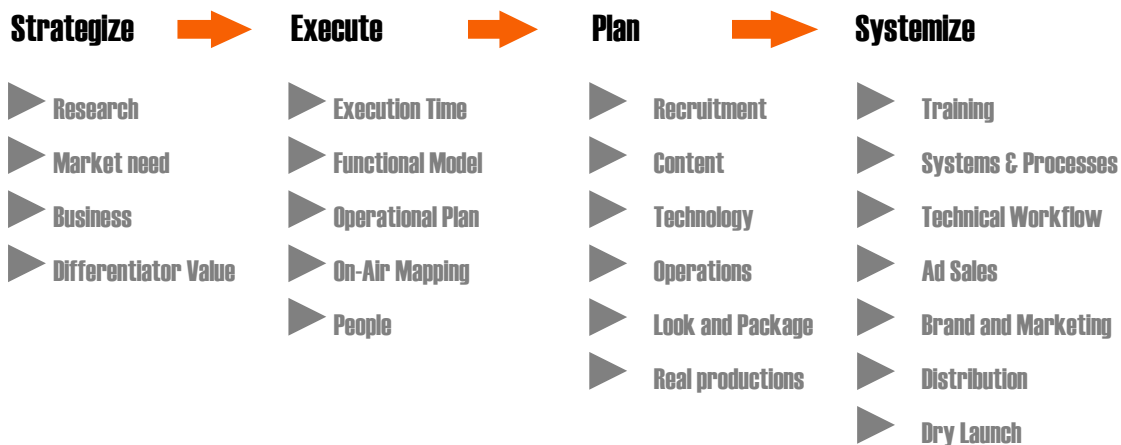 Strategize
Execute
Plan
Systemize
Research
Market need
Business
Differentiator Value
Execution Time
Functional Model
Operational Plan
On-Air Mapping
People
Recruitment
Content
Technology
Operations
Look and Package
Real productions
Training
Systems & Processes
Technical Workflow
Ad Sales
Brand and Marketing
Distribution
Dry Launch